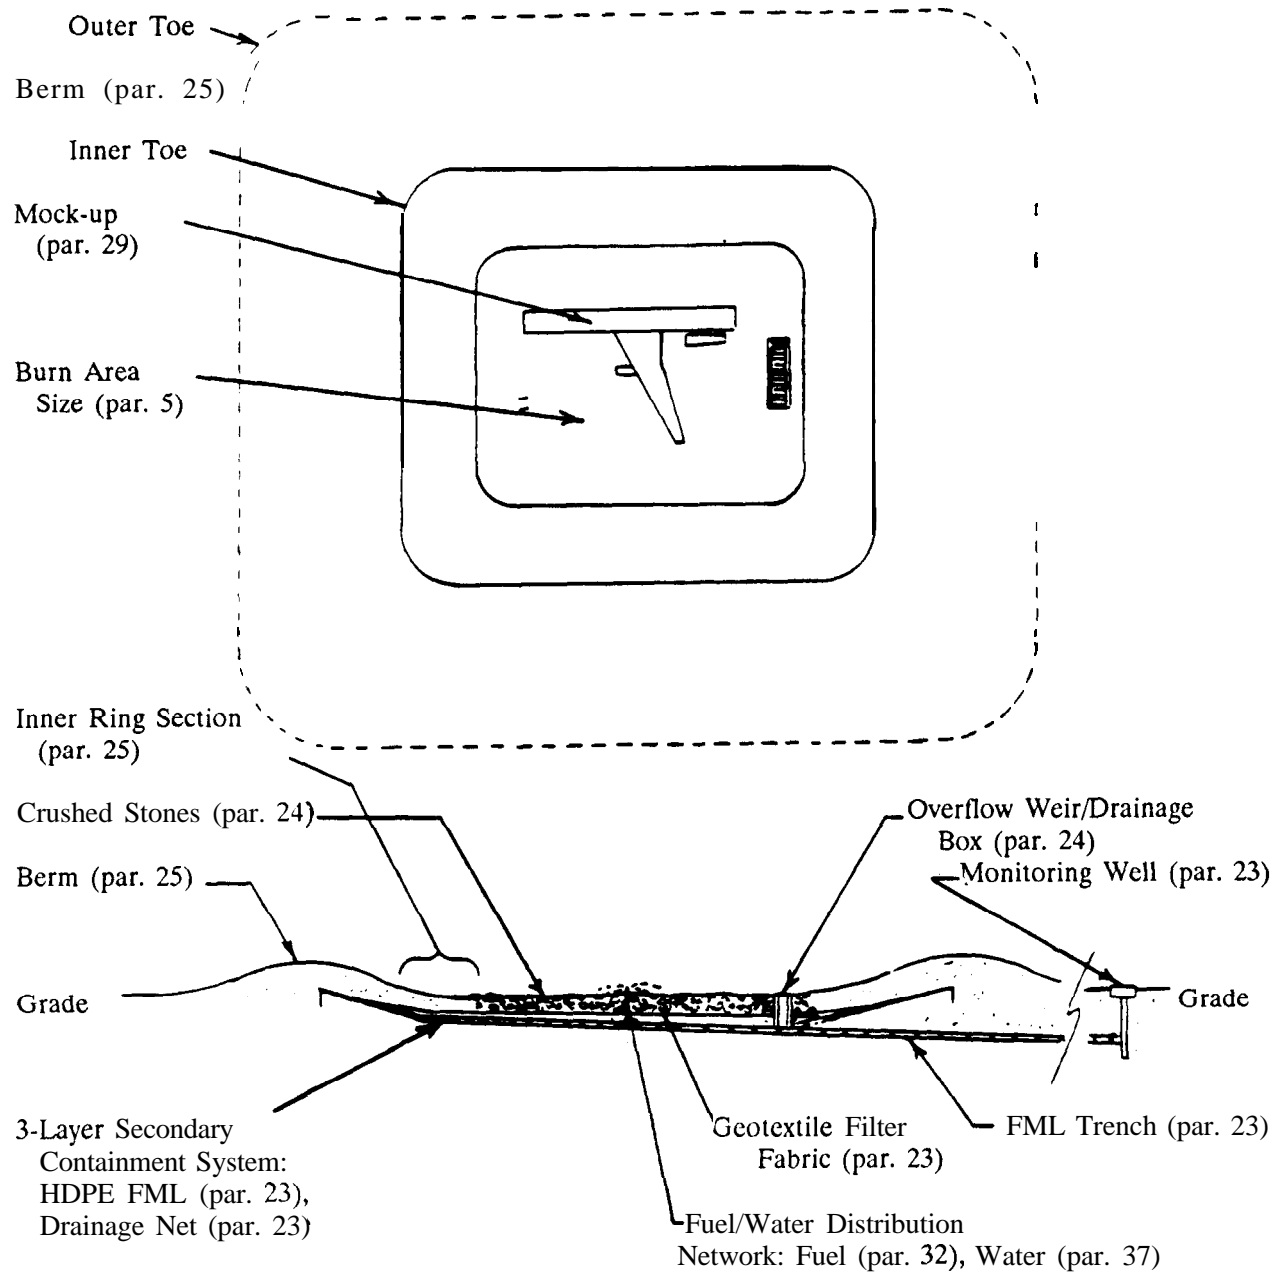 Outer Toe
Berm (par. 25)
Inner Toe
Mock-up
(par. 29)
Burn Area
Size (par. 5)
Inner Ring Section
(par. 25)
Crushed Stones (par. 24)
Berm (par. 25)
Overflow Weir/Drainage
Box (par. 24)
Monitoring Well (par. 23)
Grade
Grade
3-Layer Secondary
Containment System:
HDPE FML (par. 23),
Drainage Net (par. 23)
Geotextile Filter
Fabric (par. 23)
FML Trench (par. 23)
Fuel/Water Distribution
Network: Fuel (par. 32), Water (par. 37)